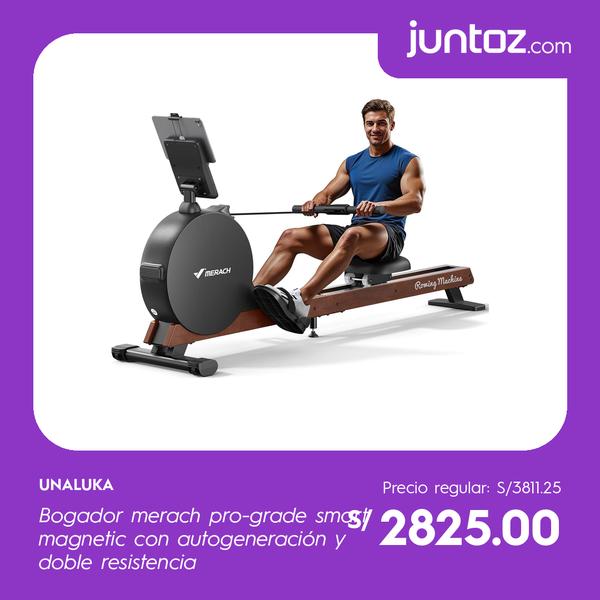 juntoz.com
MERACH
Rowing Machine
UNALUKA
Bogador merach pro-grade smart
magnetic con autogeneración y
doble resistencia
Precio regular: S/3811.25
S/ 2825.00